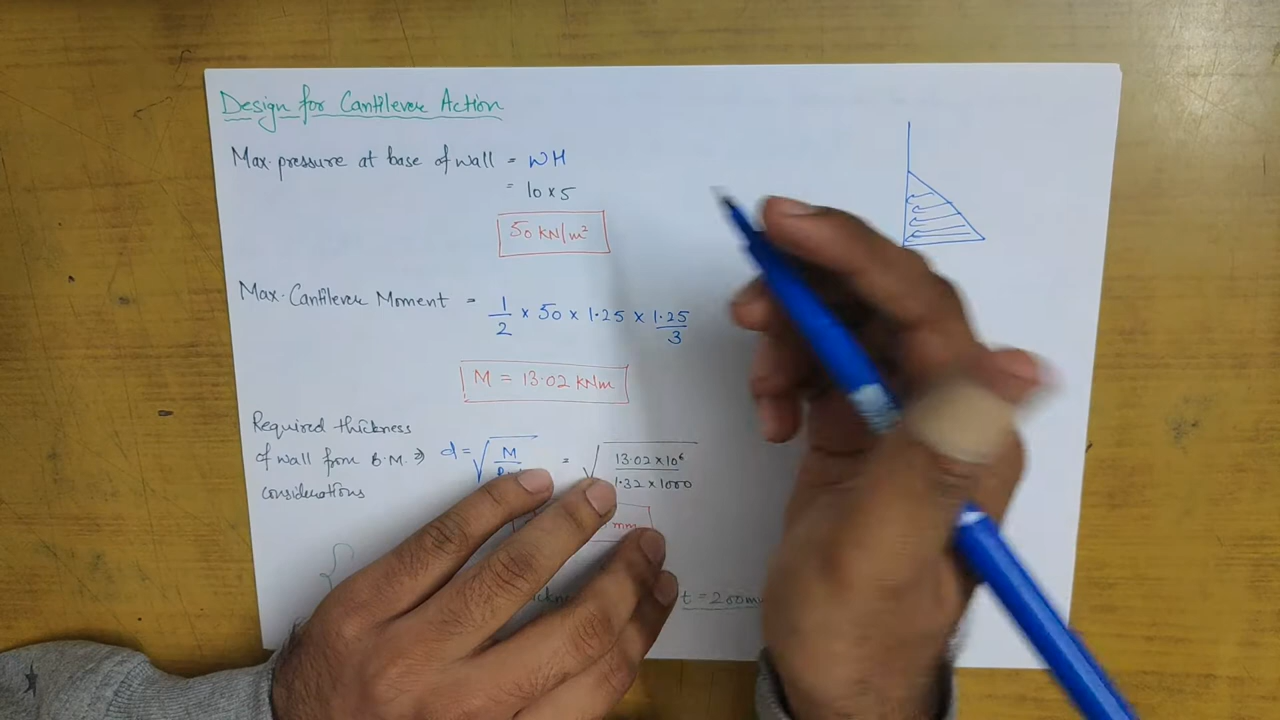 Design for Cantilever Action
Max. pressure at base of wall = WH
= 10 × 5
50 kN/m²
Max. Cantilever Moment = 1/2 × 50 × 1.25 × 1.25/3
M = 13.02 kNm
Required thickness
of wall from B.M. ⇒ d = √ M = √(13.02 × 10⁶ / 1.32 × 1000)
considerations
mm
t = 200